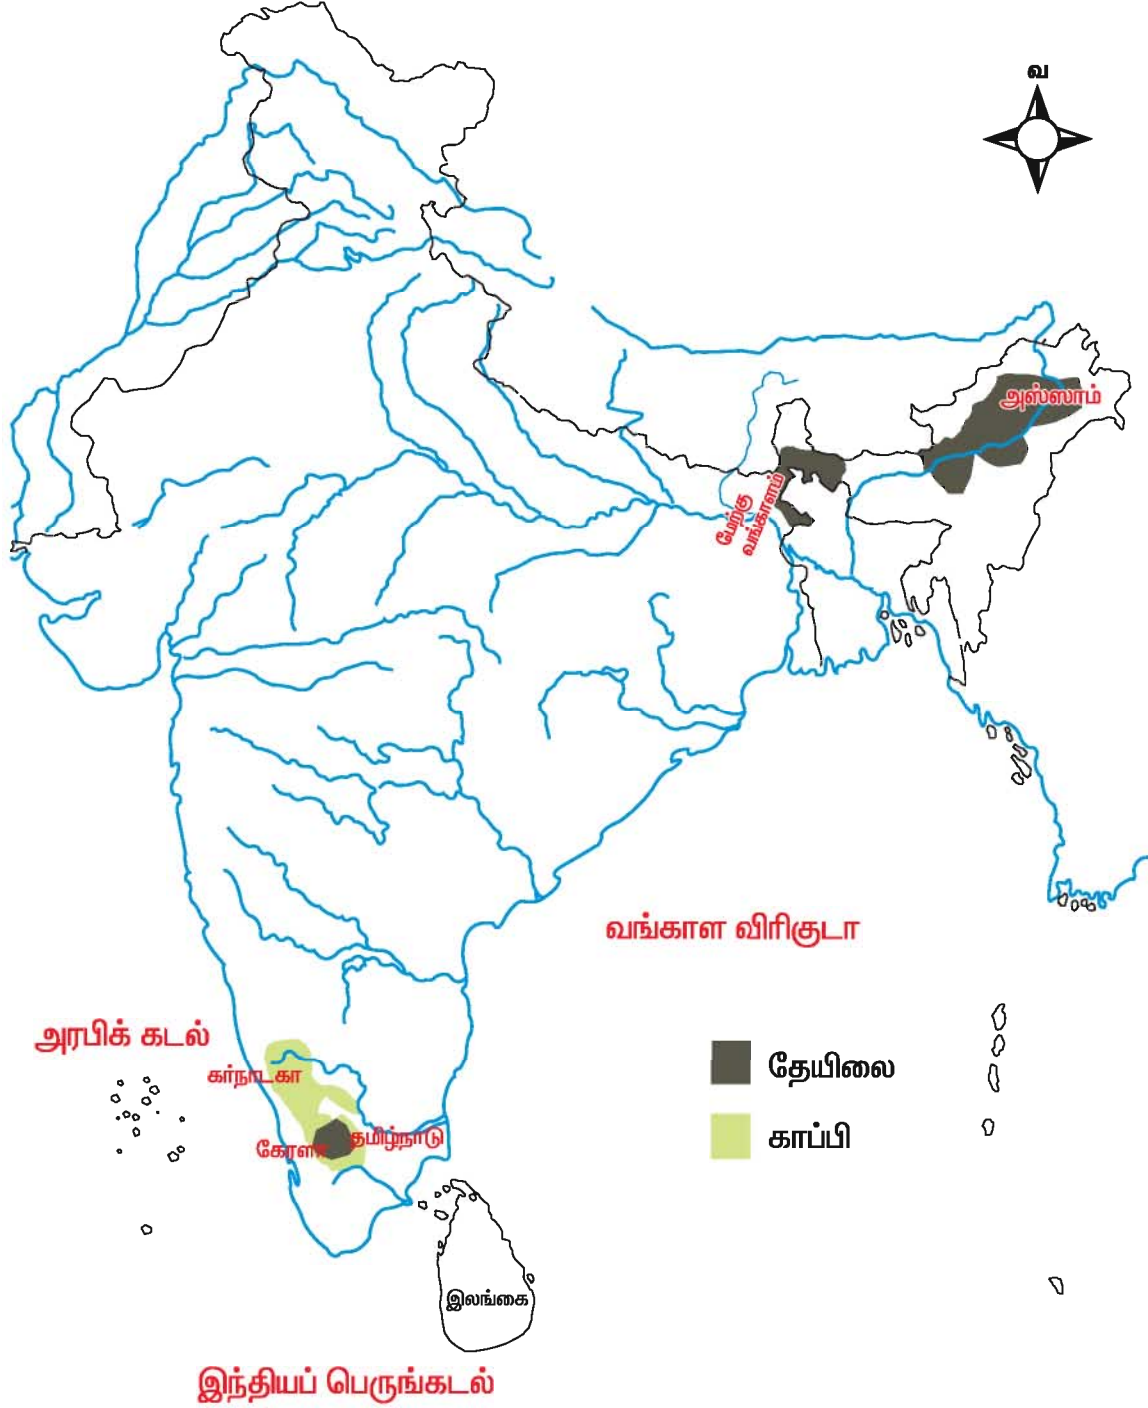 வ
அஸ்ஸாம்
மேற்கு
வங்காளம்
வங்காள விரிகுடா
அரபிக் கடல்
தேயிலை
கர்நாடகா
காப்பி
தமிழ்நாடு
கேரளா
இலங்கை
இந்தியப் பெருங்கடல்